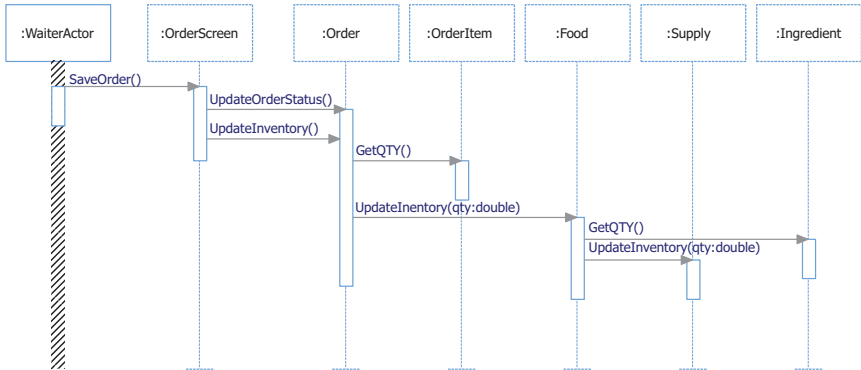 :WaiterActor
:OrderScreen
:Order
:OrderItem
:Food
:Supply
:Ingredient
SaveOrder()
UpdateOrderStatus()
UpdateInventory()
GetQTY()
UpdateInentory(qty:double)
GetQTY()
UpdateInventory(qty:double)